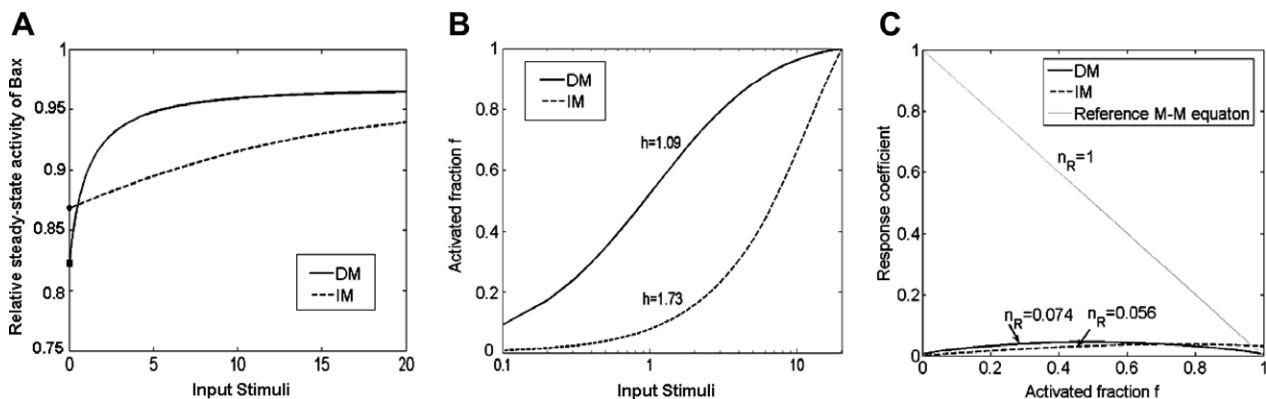 A
Relative steady-state activity of Bax
1
0.95
0.9
0.85
0.8
0.75
0
5
10
15
20
Input Stimuli
DM
IM
B
Activated fraction f
1
0.8
0.6
0.4
0.2
0
0.1
1
10
Input Stimuli
DM
IM
h=1.09
h=1.73
C
Response coefficient
1
0.8
0.6
0.4
0.2
0
0
0.2
0.4
0.6
0.8
1
Activated fraction f
DM
IM
Reference M-M equaton
n_R=1
n_R=0.074
n_R=0.056